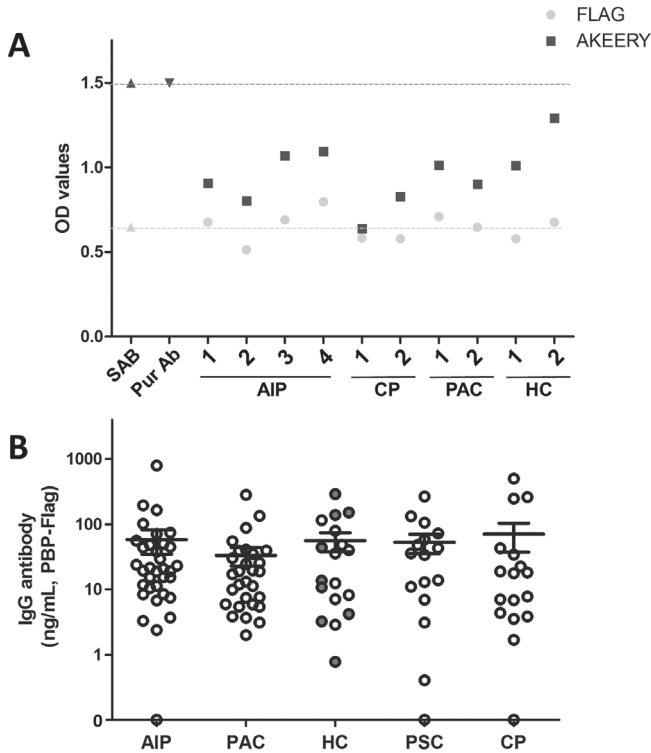 FLAG
AKEERY
A
OD values
1.5
1.0
0.5
0.0
SAB Pur Ab 1 2 3 4 1 2 1 2 1 2
AIP CP PAC HC
B
IgG antibody
(ng/mL, PBP-Flag)
1000
100
10
1
0
AIP PAC HC PSC CP